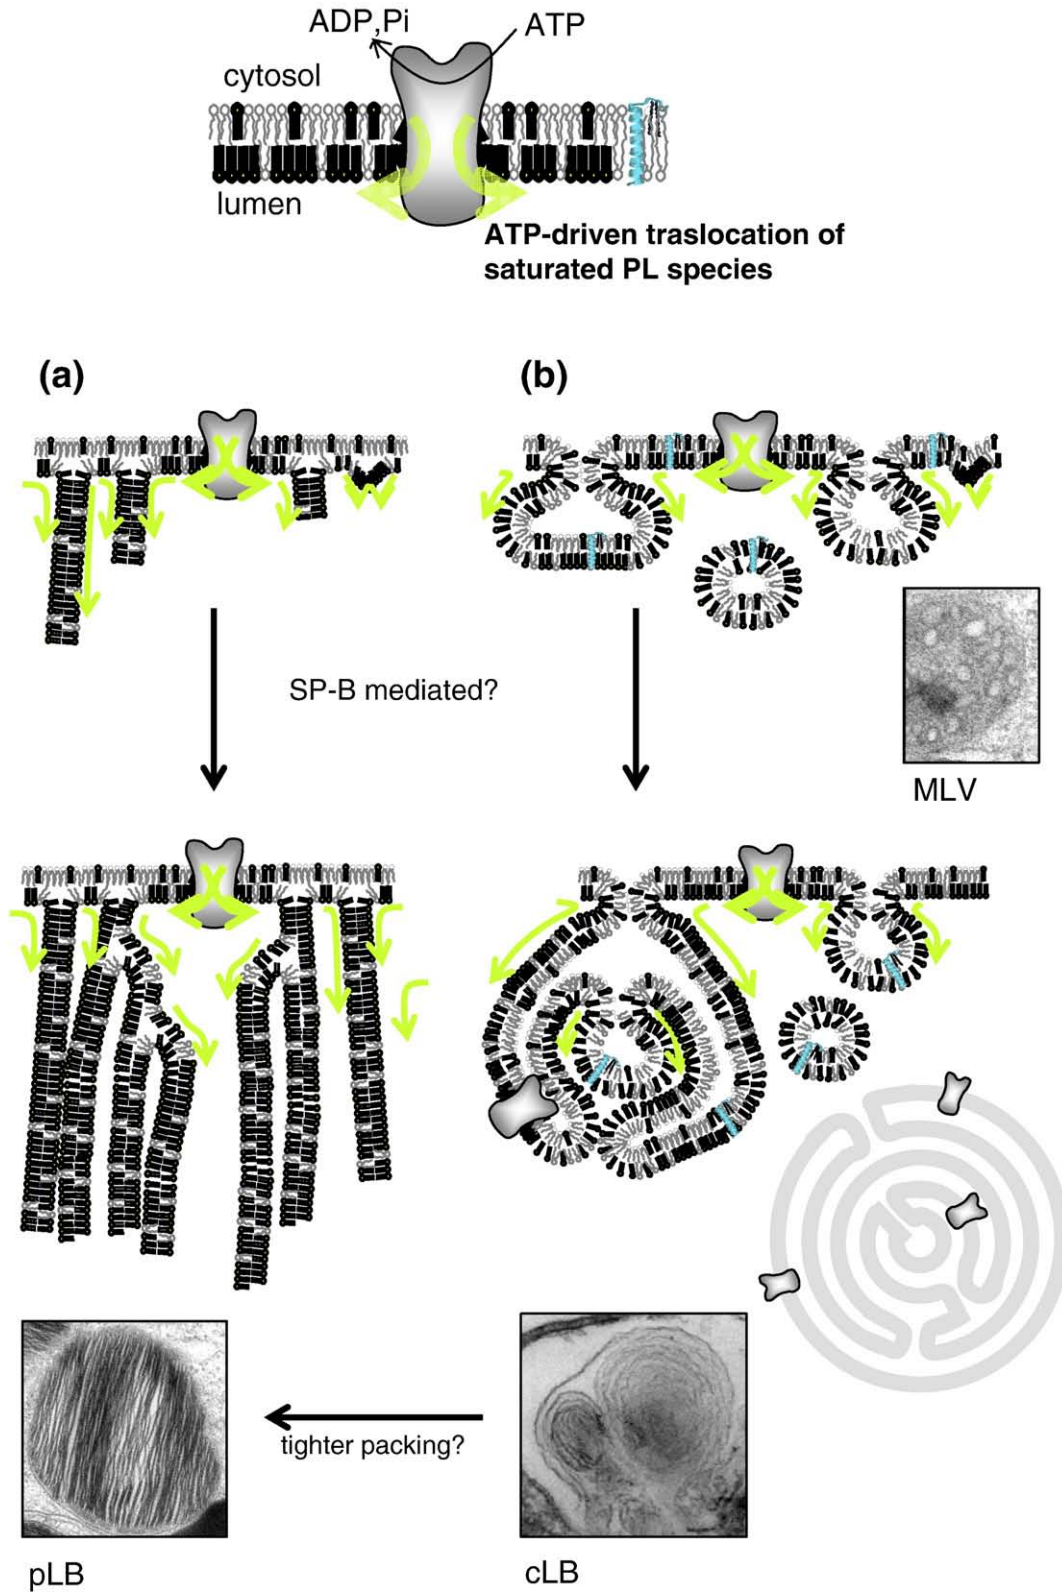 ADP,Pi
ATP
cytosol
lumen
ATP-driven traslocation of
saturated PL species
(a)
(b)
SP-B mediated?
MLV
tighter packing?
pLB
cLB